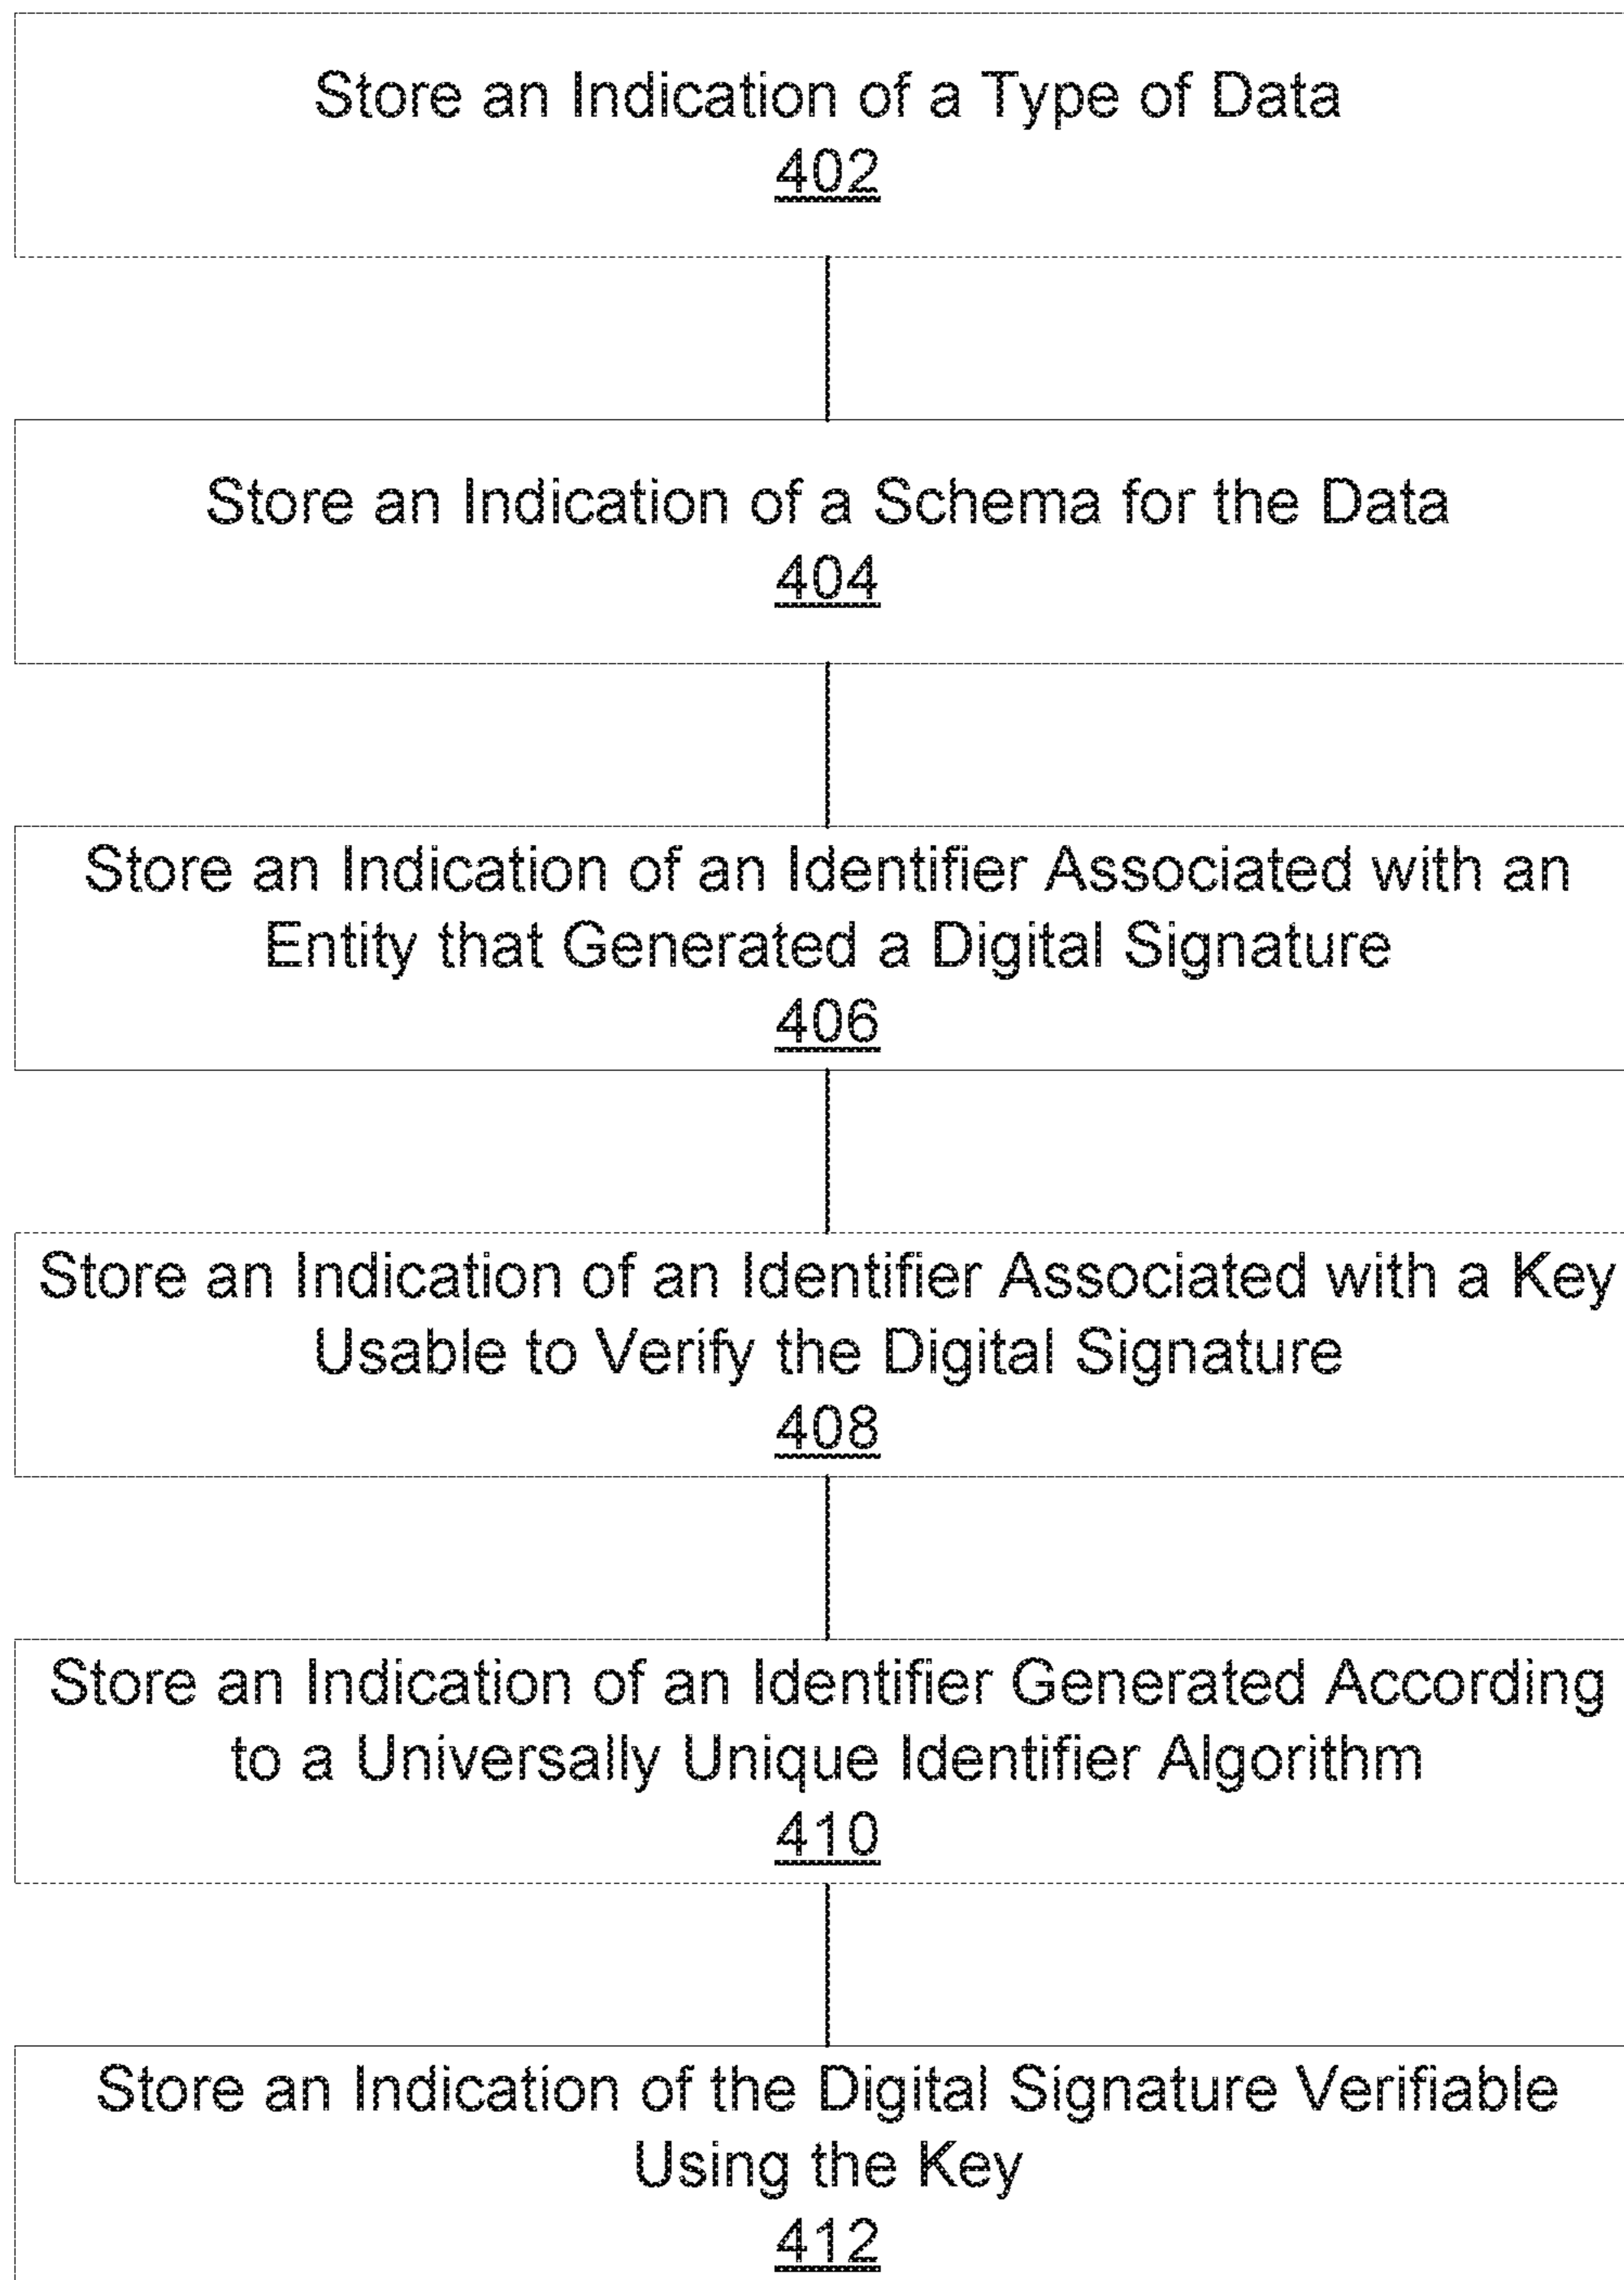 Store an Indication of a Type of Data
402
Store an Indication of a Schema for the Data
404
Store an Indication of an Identifier Associated with an
Entity that Generated a Digital Signature
406
Store an Indication of an Identifier Associated with a Key
Usable to Verify the Digital Signature
408
Store an Indication of an Identifier Generated According
to a Universally Unique Identifier Algorithm
410
Store an Indication of the Digital Signature Verifiable
Using the Key
412